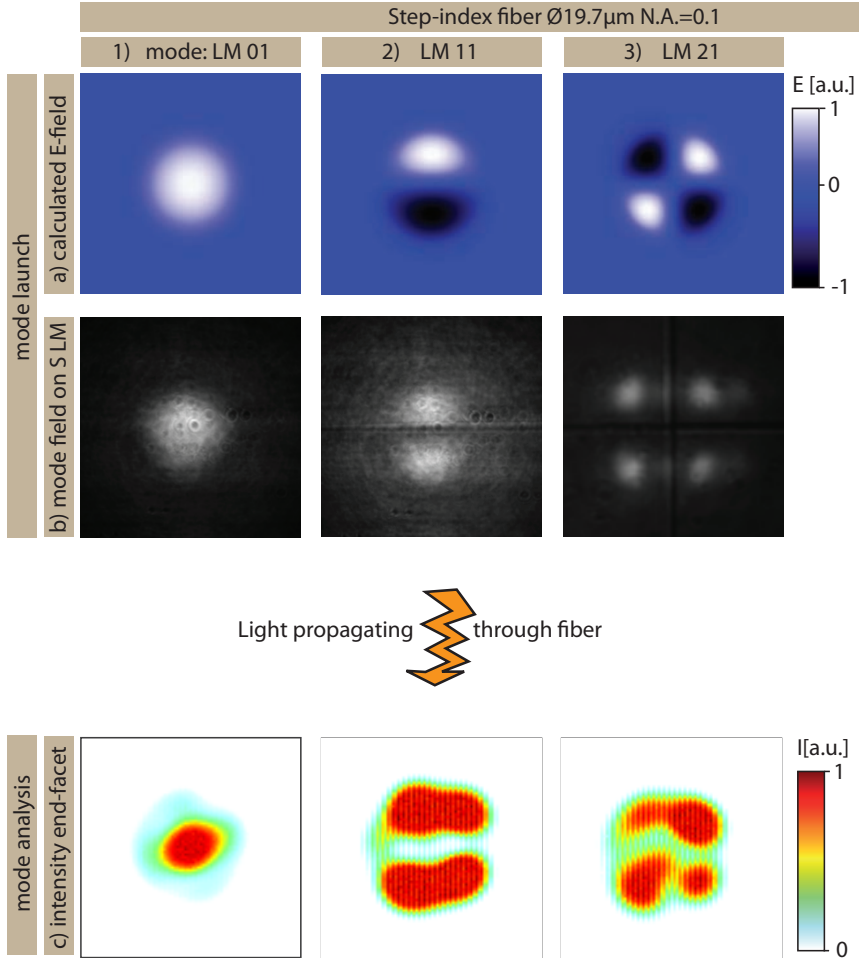 Step-index fiber Ø19.7µm N.A.=0.1
1) mode: LM 01
2) LM 11
3) LM 21
mode launch
a) calculated E-field
E [a.u.]
1
0
-1
b) mode field on S LM
Light propagating through fiber
mode analysis
c) intensity end-facet
I[a.u.]
1
0